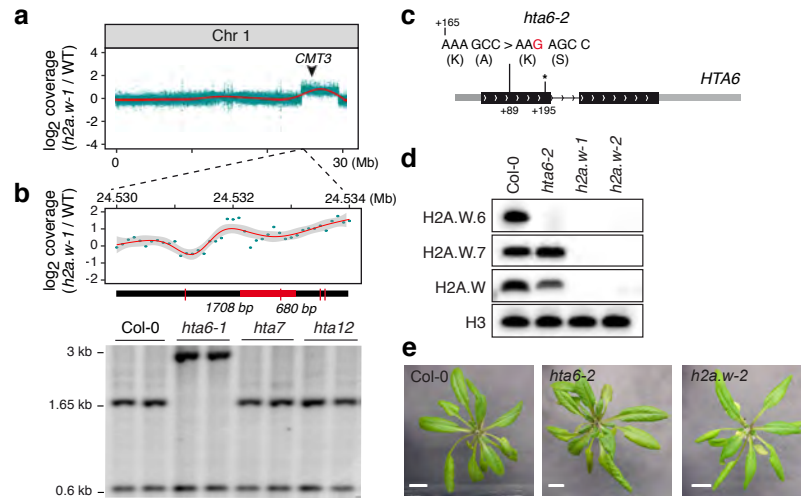 a
Chr 1
CMT3
log2 coverage
(h2a.w-1 / WT)
4
2
0
-2
-4
0
30 (Mb)
b
24.530
24.532
24.534 (Mb)
log2 coverage
(h2a.w-1 / WT)
2
1
0
-1
-2
1708 bp
680 bp
Col-0
hta6-1
hta7
hta12
3 kb
1.65 kb
0.6 kb
c
hta6-2
+165
AAA GCC > AAG AGC C
(K) (A) (K) (S)
*
HTA6
+89
+195
d
Col-0
hta6-2
h2a.w-1
h2a.w-2
H2A.W.6
H2A.W.7
H2A.W
H3
e
Col-0
hta6-2
h2a.w-2